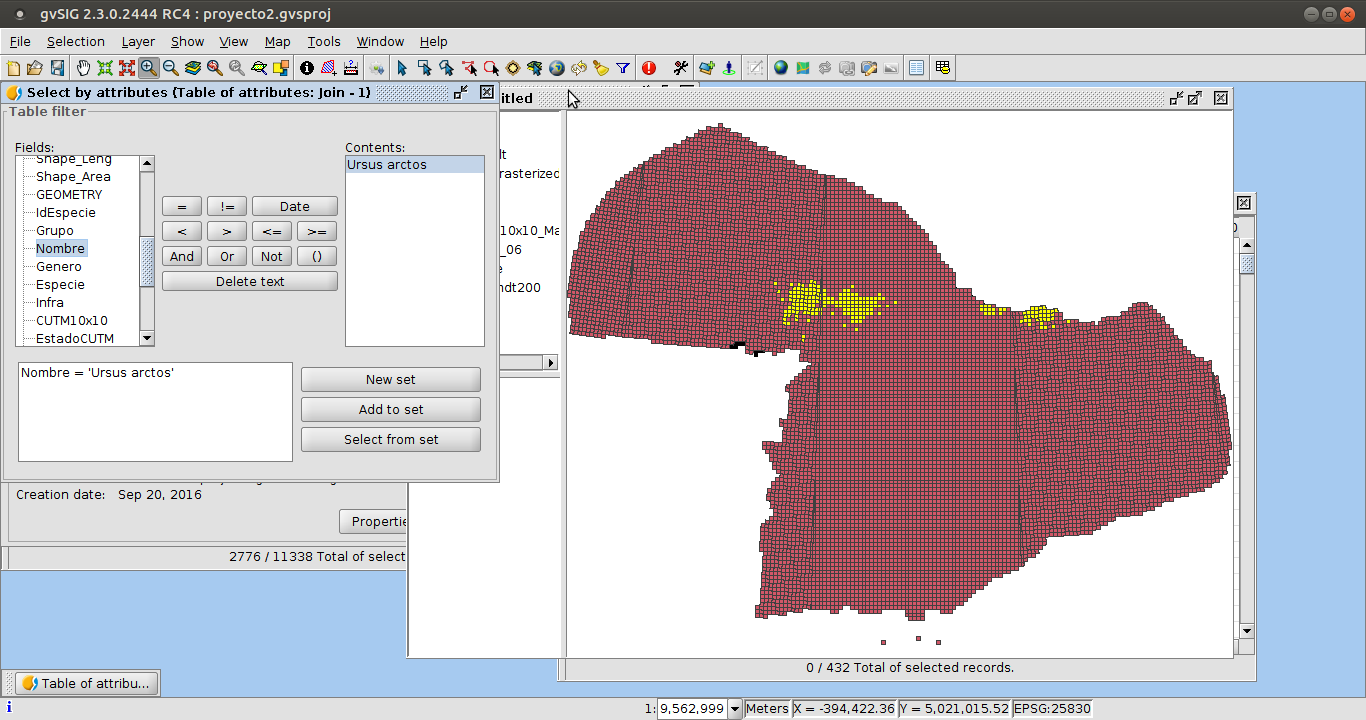 gvSIG 2.3.0.2444 RC4 : proyecto2.gvsproj
File Selection Layer Show View Map Tools Window Help
Select by attributes (Table of attributes: Join - 1)
Table filter
Fields:
Shape_Leng
Shape_Area
GEOMETRY
IdEspecie
Grupo
Nombre
Genero
Especie
Infra
CUTM10x10
EstadoCUTM
= != Date
< > <= >=
And Or Not ()
Delete text
Contents:
Ursus arctos
Nombre = 'Ursus arctos'
New set
Add to set
Select from set
Creation date: Sep 20, 2016
Propertie
2776 / 11338 Total of select
itled
lt
rasterized
10x10_Ma
_06
e
ndt200
0 / 432 Total of selected records.
Table of attribu...
1: 9,562,999 Meters X = -394,422.36 Y = 5,021,015.52 EPSG:25830